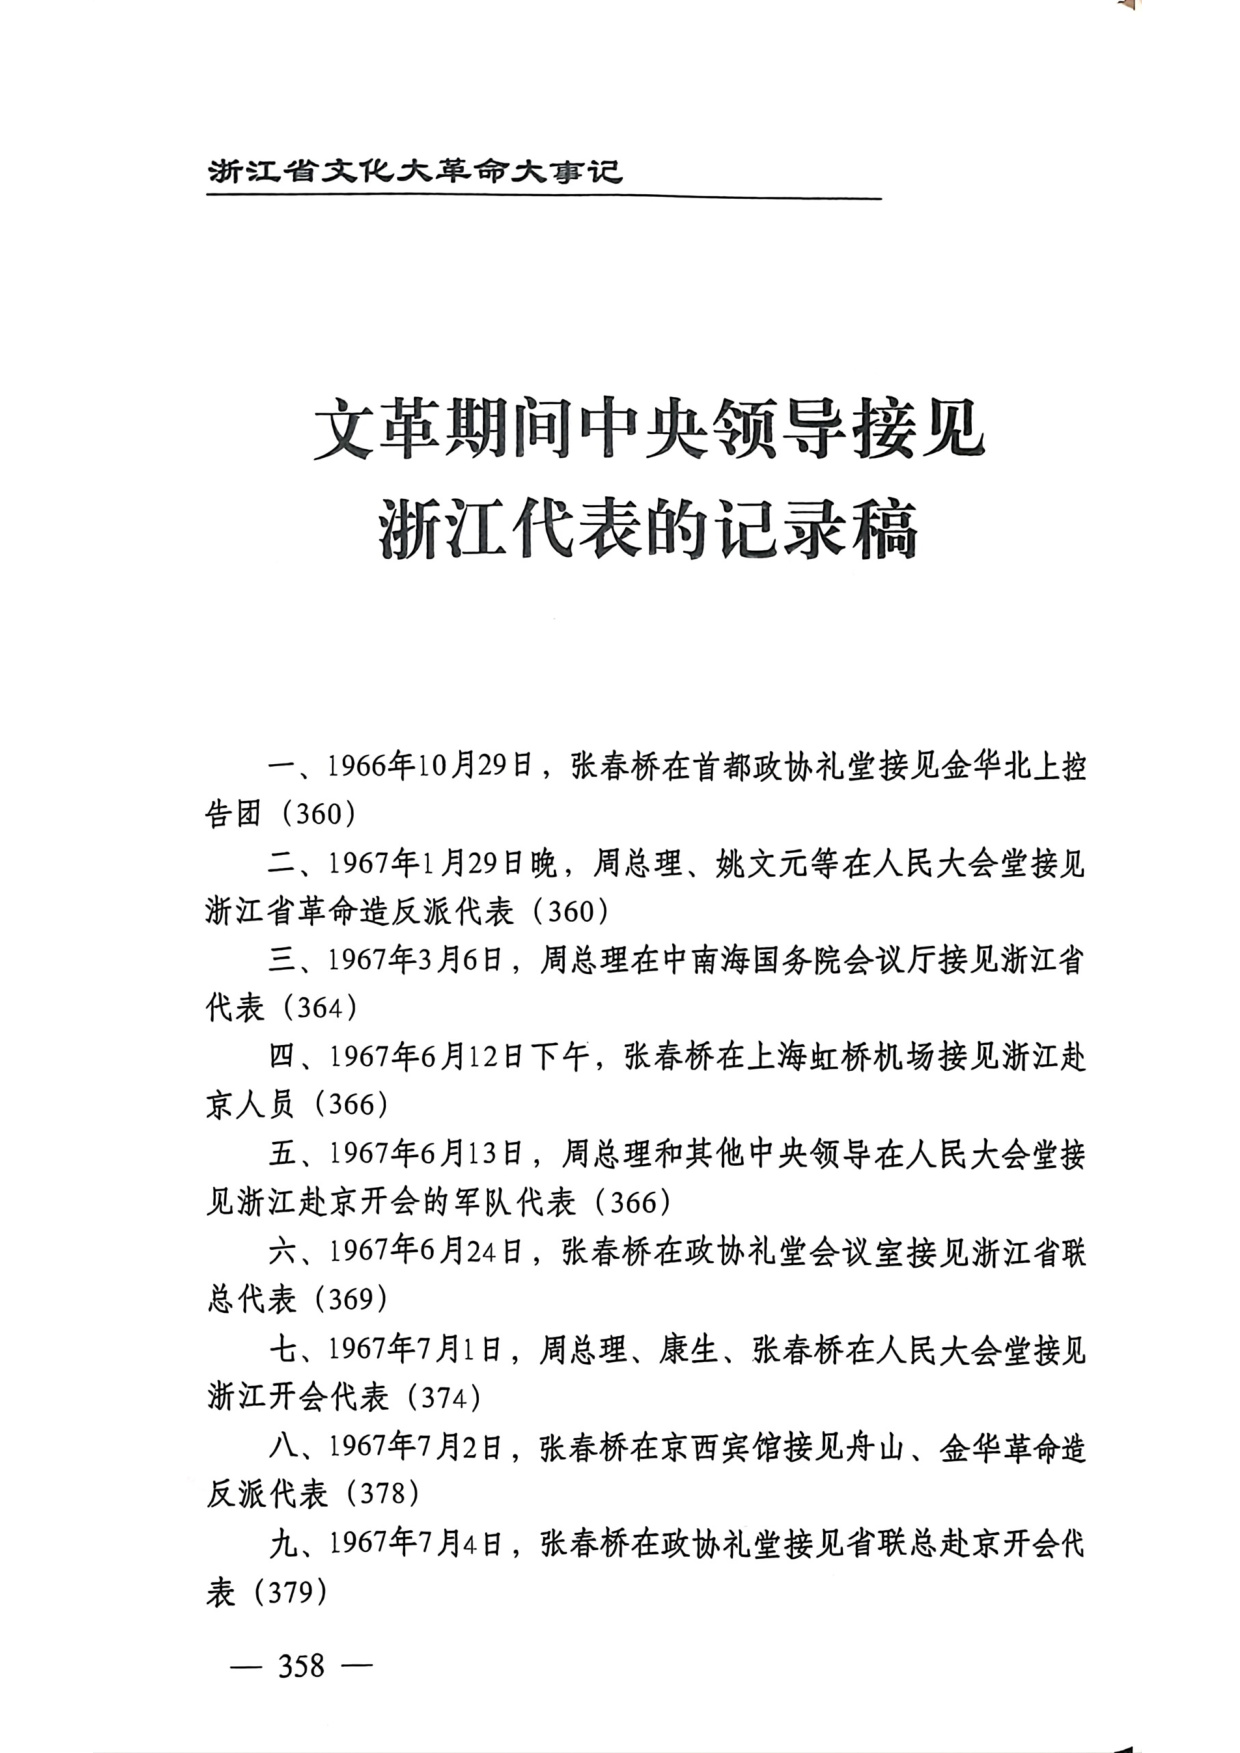 浙江省文化大革命大事记
文革期间中央领导接见
浙江代表的记录稿
一、1966年10月29日，张春桥在首都政协礼堂接见金华北上控
告团（360）
二、1967年1月29日晚，周总理、姚文元等在人民大会堂接见
浙江省革命造反派代表（360）
三、1967年3月6日，周总理在中南海国务院会议厅接见浙江省
代表（364）
四、1967年6月12日下午，张春桥在上海虹桥机场接见浙江赴
京人员（366）
五、1967年6月13日，周总理和其他中央领导在人民大会堂接
见浙江赴京开会的军队代表（366）
六、1967年6月24日，张春桥在政协礼堂会议室接见浙江省联
总代表（369）
七、1967年7月1日，周总理、康生、张春桥在人民大会堂接见
浙江开会代表（374）
八、1967年7月2日，张春桥在京西宾馆接见舟山、金华革命造
反派代表（378）
九、1967年7月4日，张春桥在政协礼堂接见省联总赴京开会代
表（379）
— 358 —